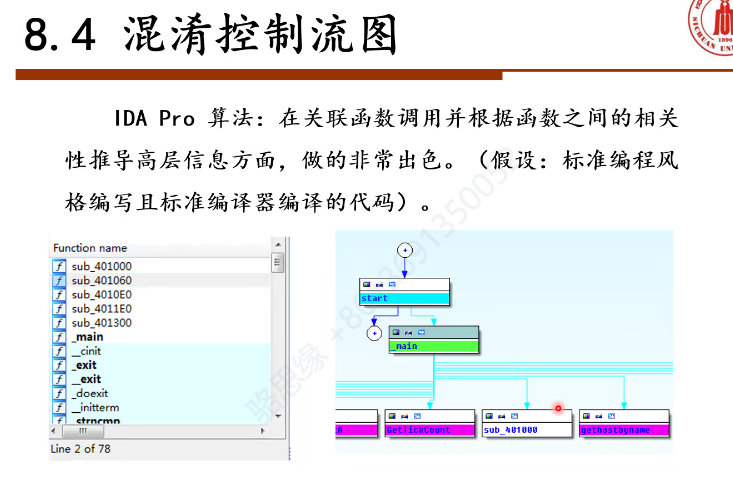 8.4 混淆控制流图
IDA Pro 算法：在关联函数调用并根据函数之间的相关
性推导高层信息方面，做的非常出色。（假设：标准编程风
格编写且标准编译器编译的代码）。
Function name
f sub_401000
f sub_401060
f sub_4010E0
f sub_4011E0
f sub_401300
f _main
f __cinit
f _exit
f __exit
f _doexit
f __initterm
f _strncmp
Line 2 of 78
start
_main
A GetTickCount sub_401000 gethostbyname
骆思缘
1896